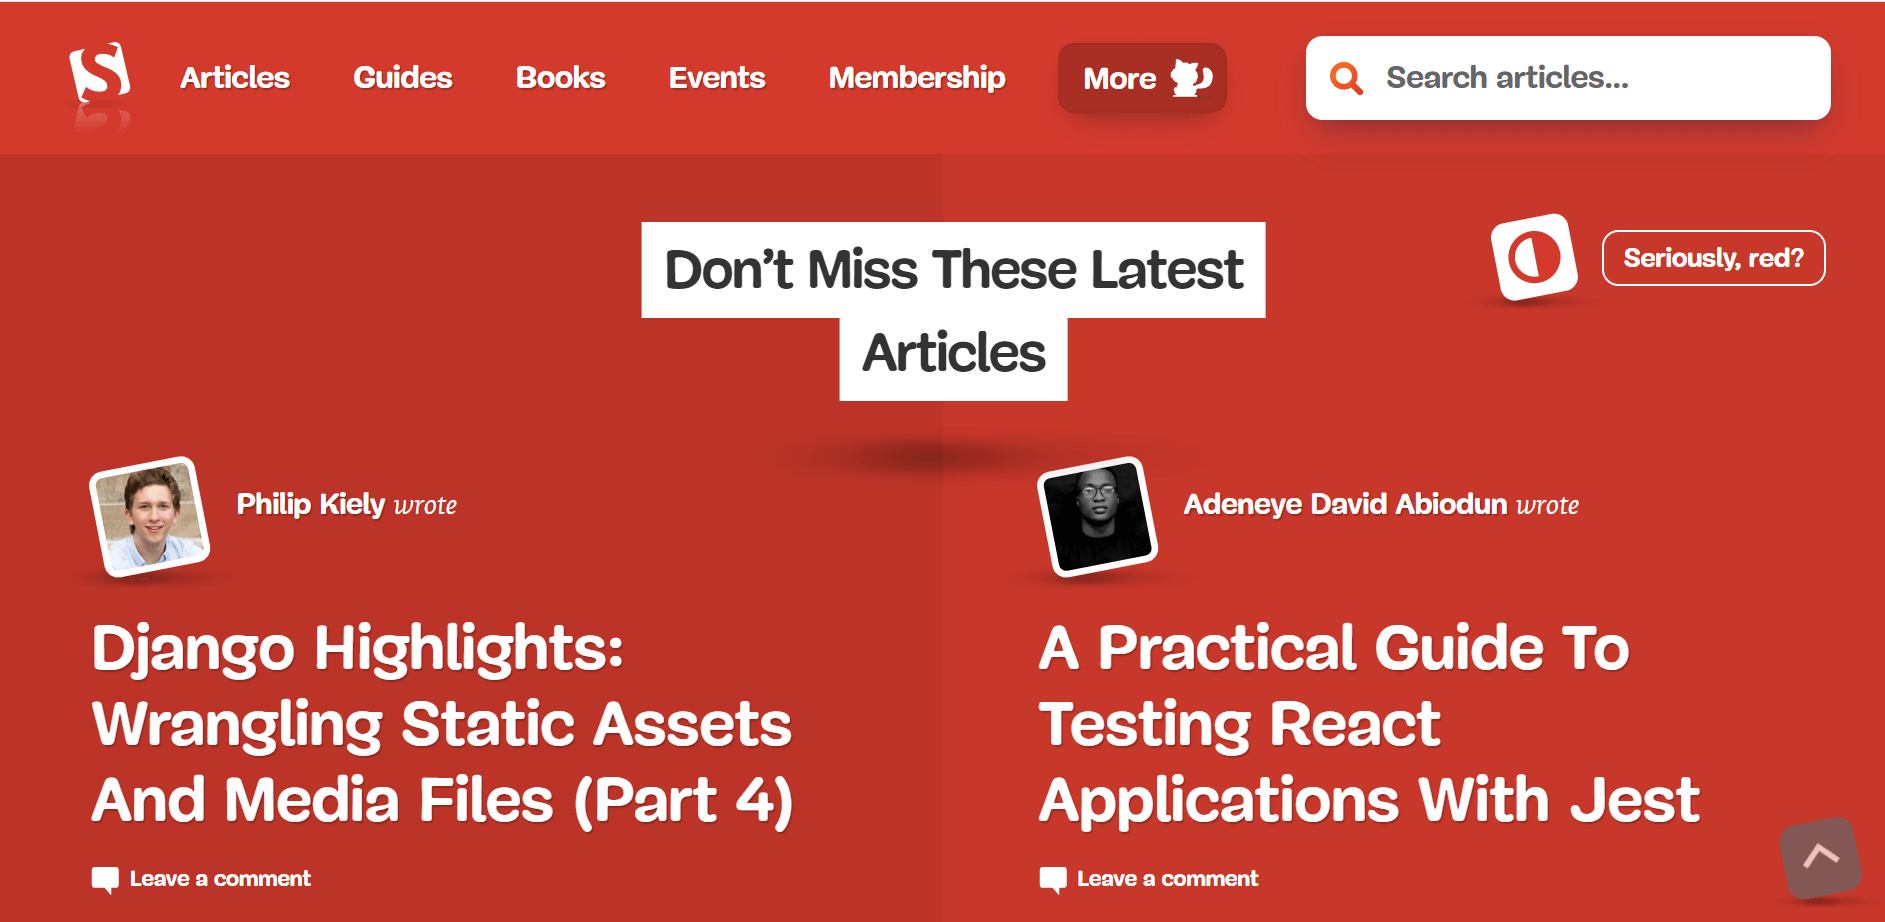 S
Articles
Guides
Books
Events
Membership
More
Search articles...
Don’t Miss These Latest
Articles
Seriously, red?
Philip Kiely wrote
Django Highlights:
Wrangling Static Assets
And Media Files (Part 4)
Leave a comment
Adeneye David Abiodun wrote
A Practical Guide To
Testing React
Applications With Jest
Leave a comment